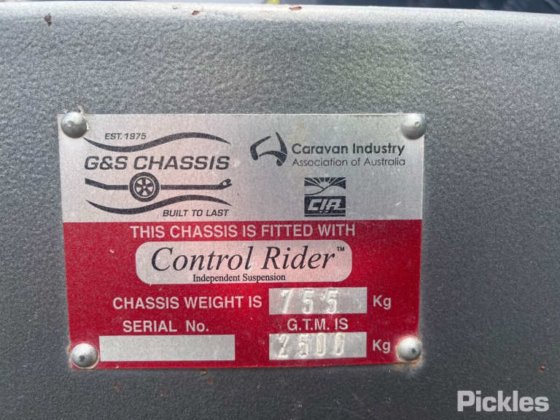 EST. 1975
G&S CHASSIS
BUILT TO LAST
Caravan Industry
Association of Australia
CIA
THIS CHASSIS IS FITTED WITH
Control Rider™
Independent Suspension
CHASSIS WEIGHT IS 755 Kg
SERIAL No.
G.T.M. IS
2500 Kg
Pickles